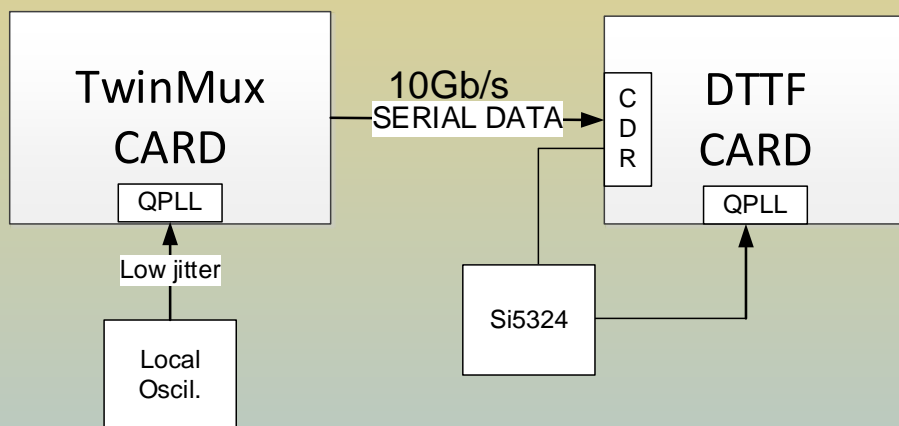 TwinMux
CARD
QPLL
Low jitter
Local
Oscil.
10Gb/s
SERIAL DATA
C
D
R
DTTF
CARD
QPLL
Si5324